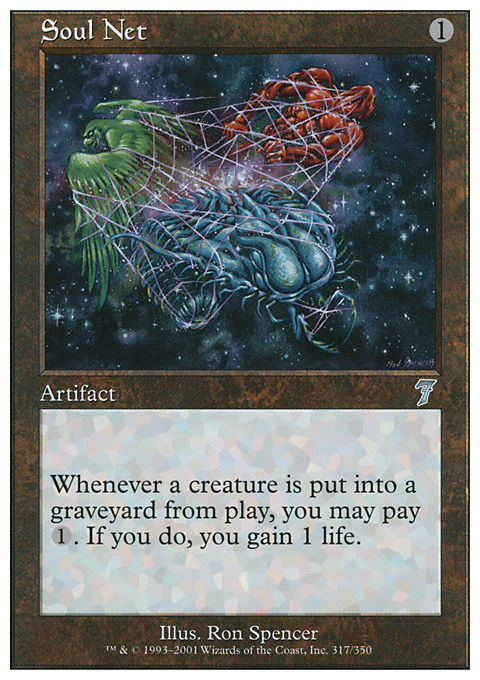 Soul Net 1
Artifact 7
Whenever a creature is put into a
graveyard from play, you may pay
1. If you do, you gain 1 life.
Illus. Ron Spencer
™ & © 1993–2001 Wizards of the Coast, Inc. 317/350